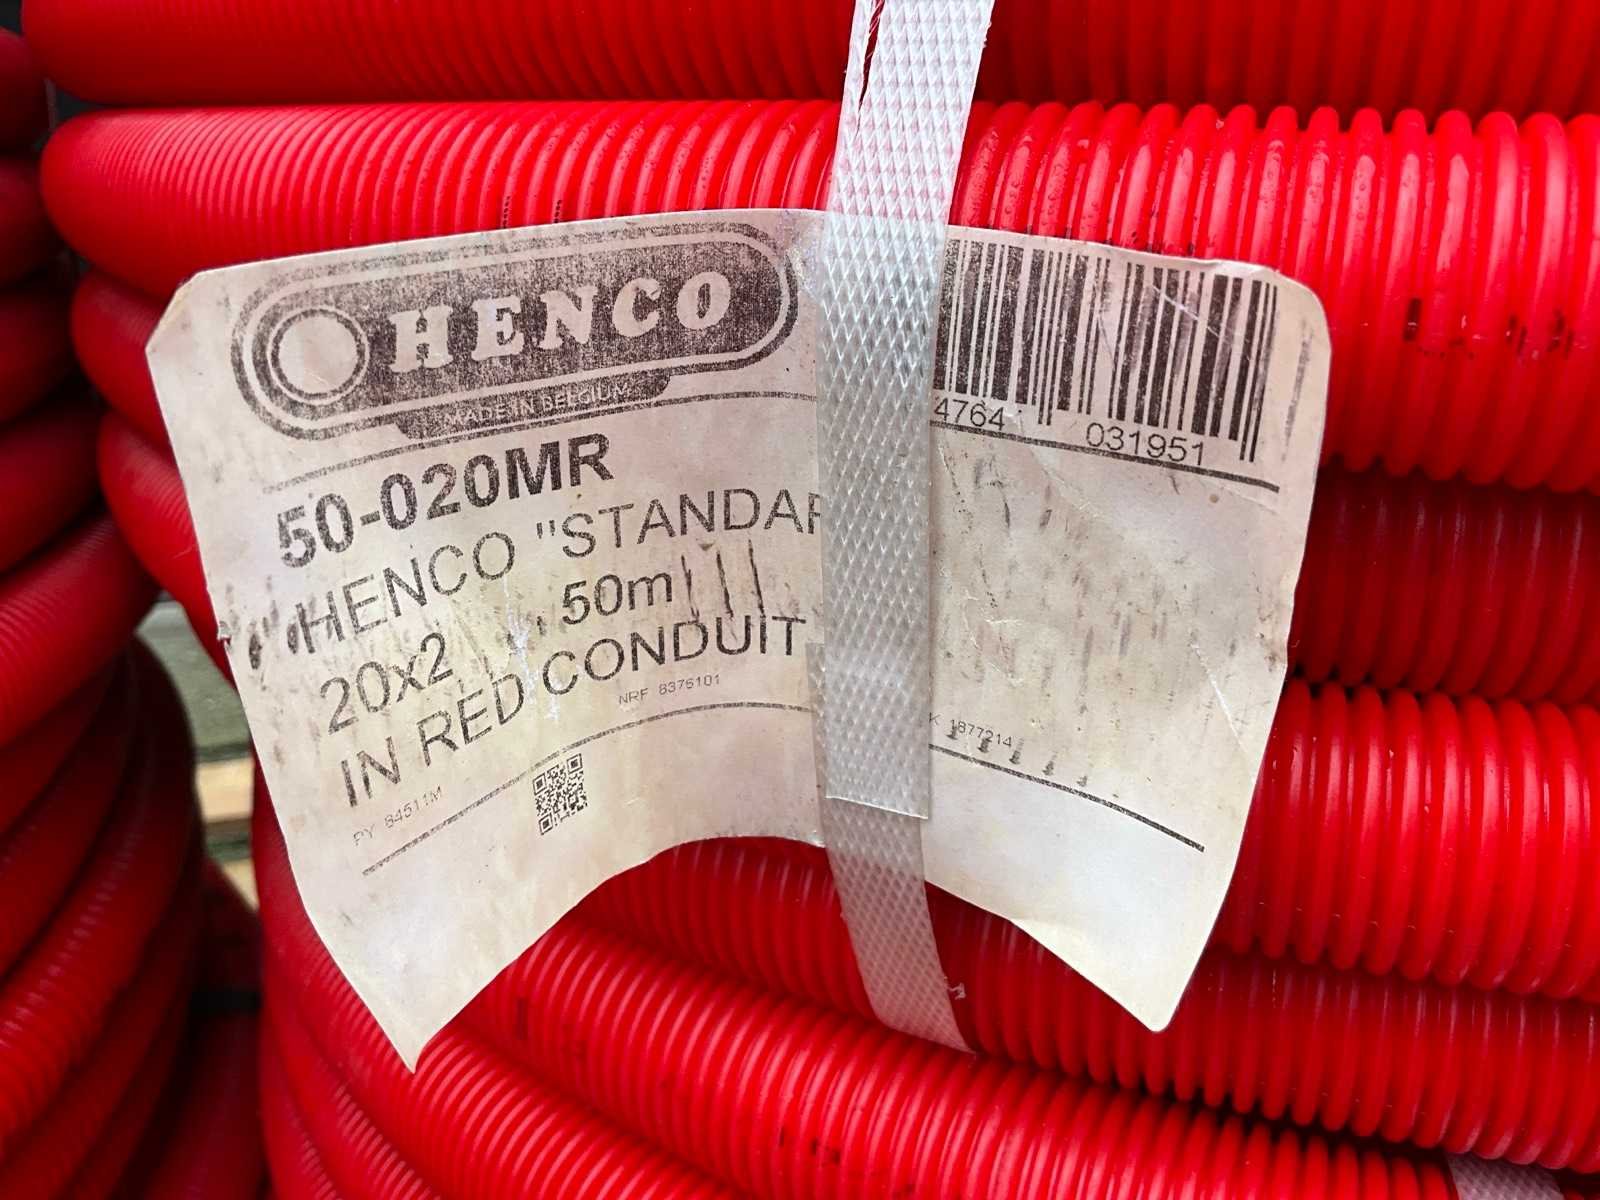 HENCO
MADE IN BELGIUM
4764 031951
50-020MR
HENCO "STANDAR
20x2 50m
IN RED CONDUIT
NRF 8376101
K 1877214
PY 84511M